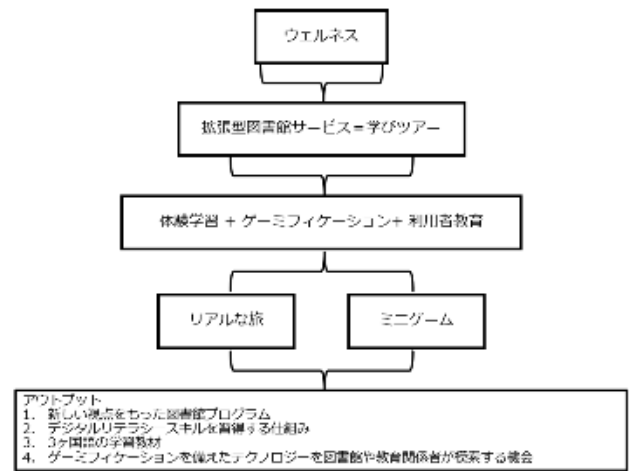 ウェルネス
拡張型図書館サービス＝学びツアー
体験学習 + ゲーミフィケーション+ 利用者教育
リアルな旅
ミニゲーム
アウトプット
1. 新しい視点をもった図書館プログラム
2. デジタルリテラシースキルを習得する仕組み
3. 3ヶ国語の学習教材
4. ゲーミフィケーションを備えたテクノロジーを図書館や教育関係者が模索する機会